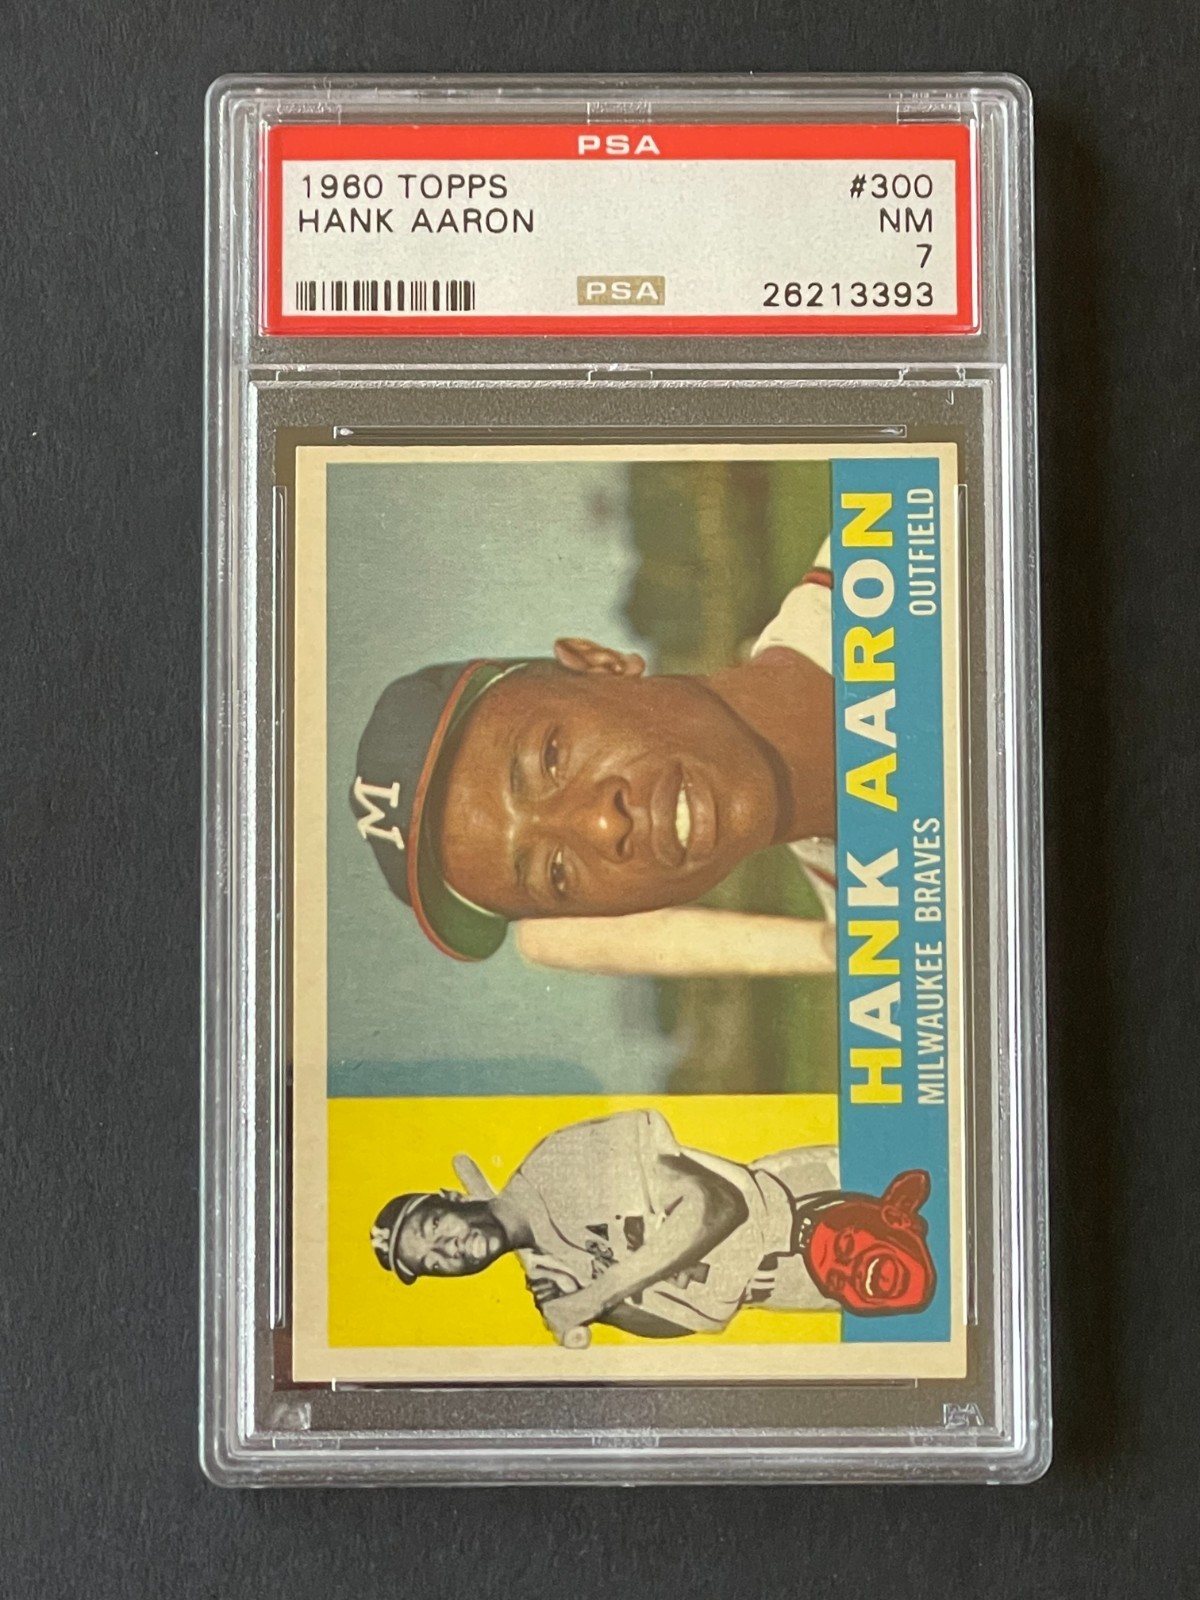 PSA
1960 TOPPS #300
HANK AARON NM
7
PSA 26213393
M
HANK AARON
MILWAUKEE BRAVES OUTFIELD
M